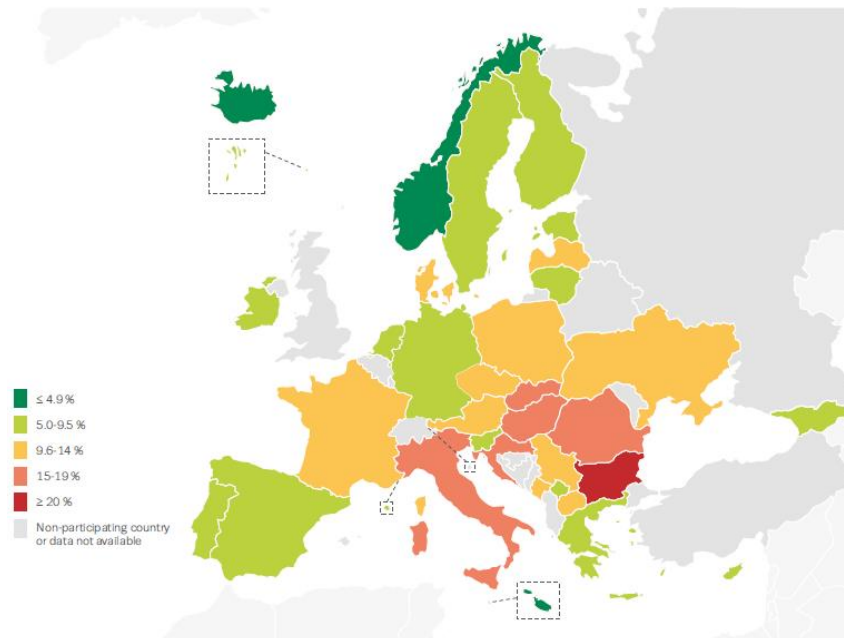 ≤ 4.9 %
5.0-9.5 %
9.6-14 %
15-19 %
≥ 20 %
Non-participating country
or data not available